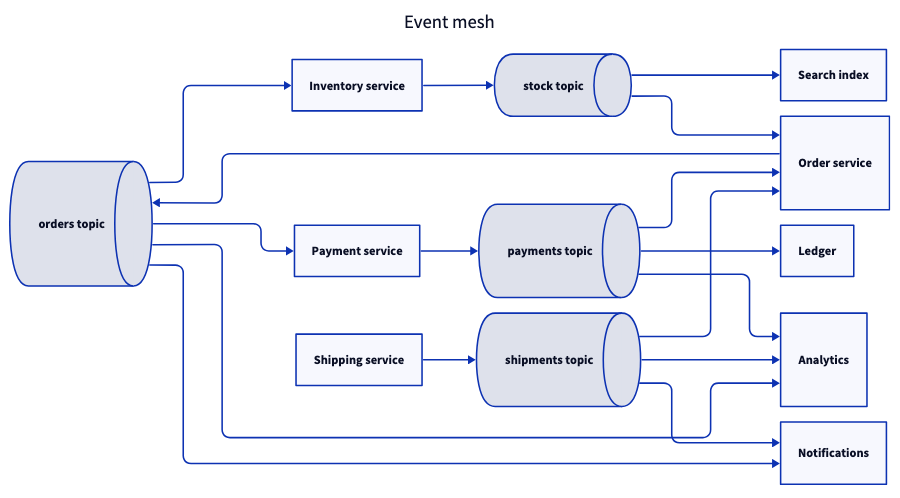 Event mesh
Inventory service
stock topic
Search index
Order service
orders topic
Payment service
payments topic
Ledger
Shipping service
shipments topic
Analytics
Notifications